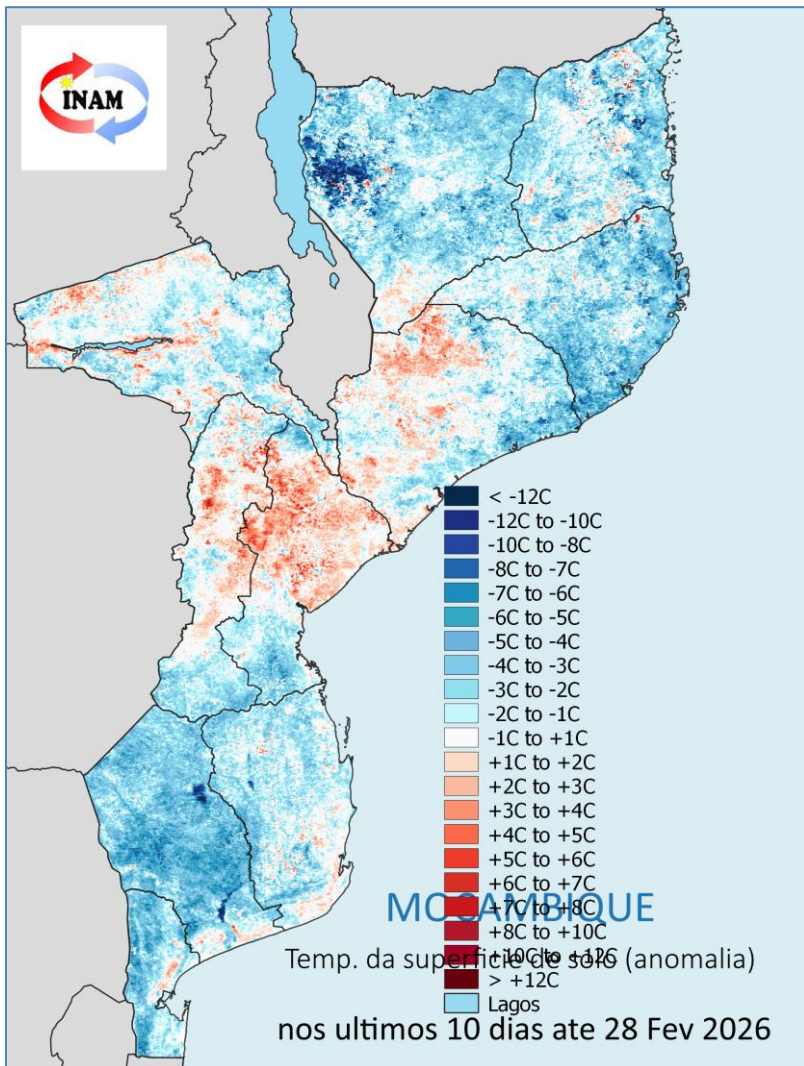 INAM
< -12C
-12C to -10C
-10C to -8C
-8C to -7C
-7C to -6C
-6C to -5C
-5C to -4C
-4C to -3C
-3C to -2C
-2C to -1C
-1C to +1C
+1C to +2C
+2C to +3C
+3C to +4C
+4C to +5C
+5C to +6C
+6C to +7C
+7C to +8C
MOÇAMBIQUE
+8C to +10C
+10C to +12C
Temp. da superficie de solo (anomalia)
> +12C
Lagos
nos ultimos 10 dias ate 28 Fev 2026